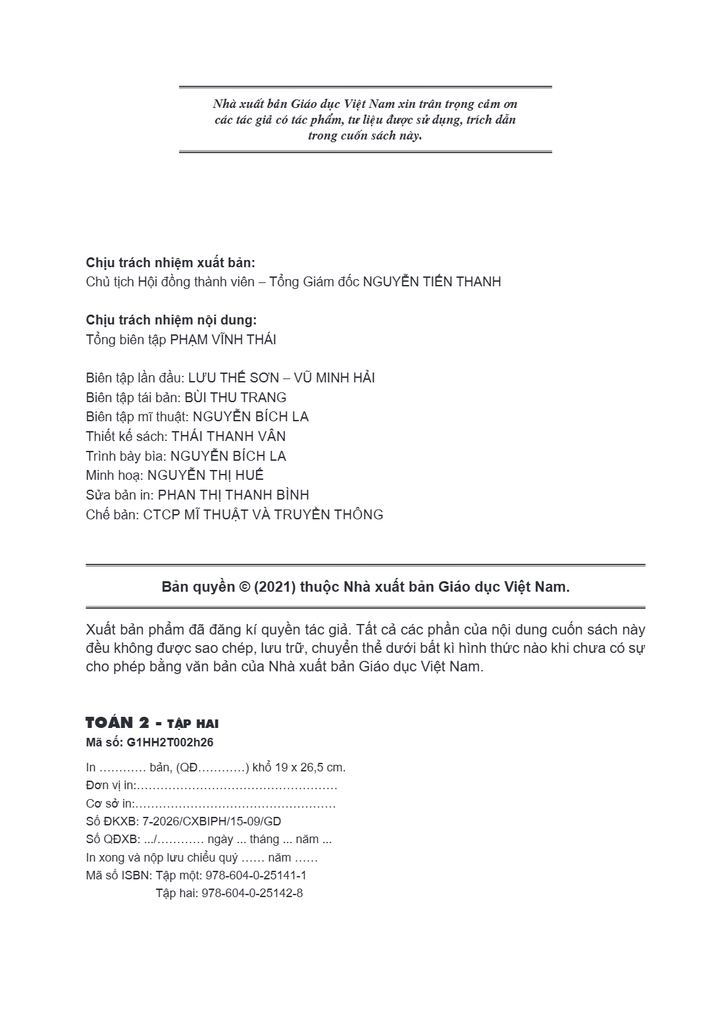 Nhà xuất bản Giáo dục Việt Nam xin trân trọng cảm ơn
các tác giả có tác phẩm, tư liệu được sử dụng, trích dẫn
trong cuốn sách này.
Chịu trách nhiệm xuất bản:
Chủ tịch Hội đồng thành viên – Tổng Giám đốc NGUYỄN TIẾN THANH
Chịu trách nhiệm nội dung:
Tổng biên tập PHẠM VĨNH THÁI
Biên tập lần đầu: LƯU THẾ SƠN – VŨ MINH HẢI
Biên tập tái bản: BÙI THU TRANG
Biên tập mĩ thuật: NGUYỄN BÍCH LA
Thiết kế sách: THÁI THANH VÂN
Trình bày bìa: NGUYỄN BÍCH LA
Minh hoạ: NGUYỄN THỊ HUẾ
Sửa bản in: PHAN THỊ THANH BÌNH
Chế bản: CTCP MĨ THUẬT VÀ TRUYỀN THÔNG
Bản quyền © (2021) thuộc Nhà xuất bản Giáo dục Việt Nam.
Xuất bản phẩm đã đăng kí quyền tác giả. Tất cả các phần của nội dung cuốn sách này
đều không được sao chép, lưu trữ, chuyển thể dưới bất kì hình thức nào khi chưa có sự
cho phép bằng văn bản của Nhà xuất bản Giáo dục Việt Nam.
TOÁN 2 - TẬP HAI
Mã số: G1HH2T002h26
In ………… bản, (QĐ…………) khổ 19 x 26,5 cm.
Đơn vị in:……………………………………………
Cơ sở in:……………………………………………
Số ĐKXB: 7-2026/CXBIPH/15-09/GD
Số QĐXB: .../………… ngày ... tháng ... năm ...
In xong và nộp lưu chiểu quý …… năm ……
Mã số ISBN: Tập một: 978-604-0-25141-1
Tập hai: 978-604-0-25142-8